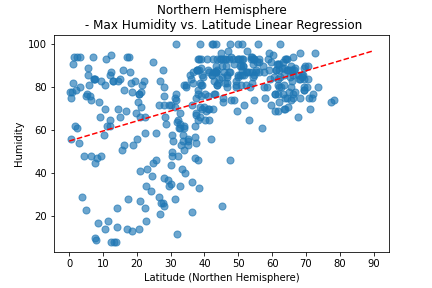 Northern Hemisphere
- Max Humidity vs. Latitude Linear Regression
100
80
60
40
20
Humidity
0 10 20 30 40 50 60 70 80 90
Latitude (Northen Hemisphere)